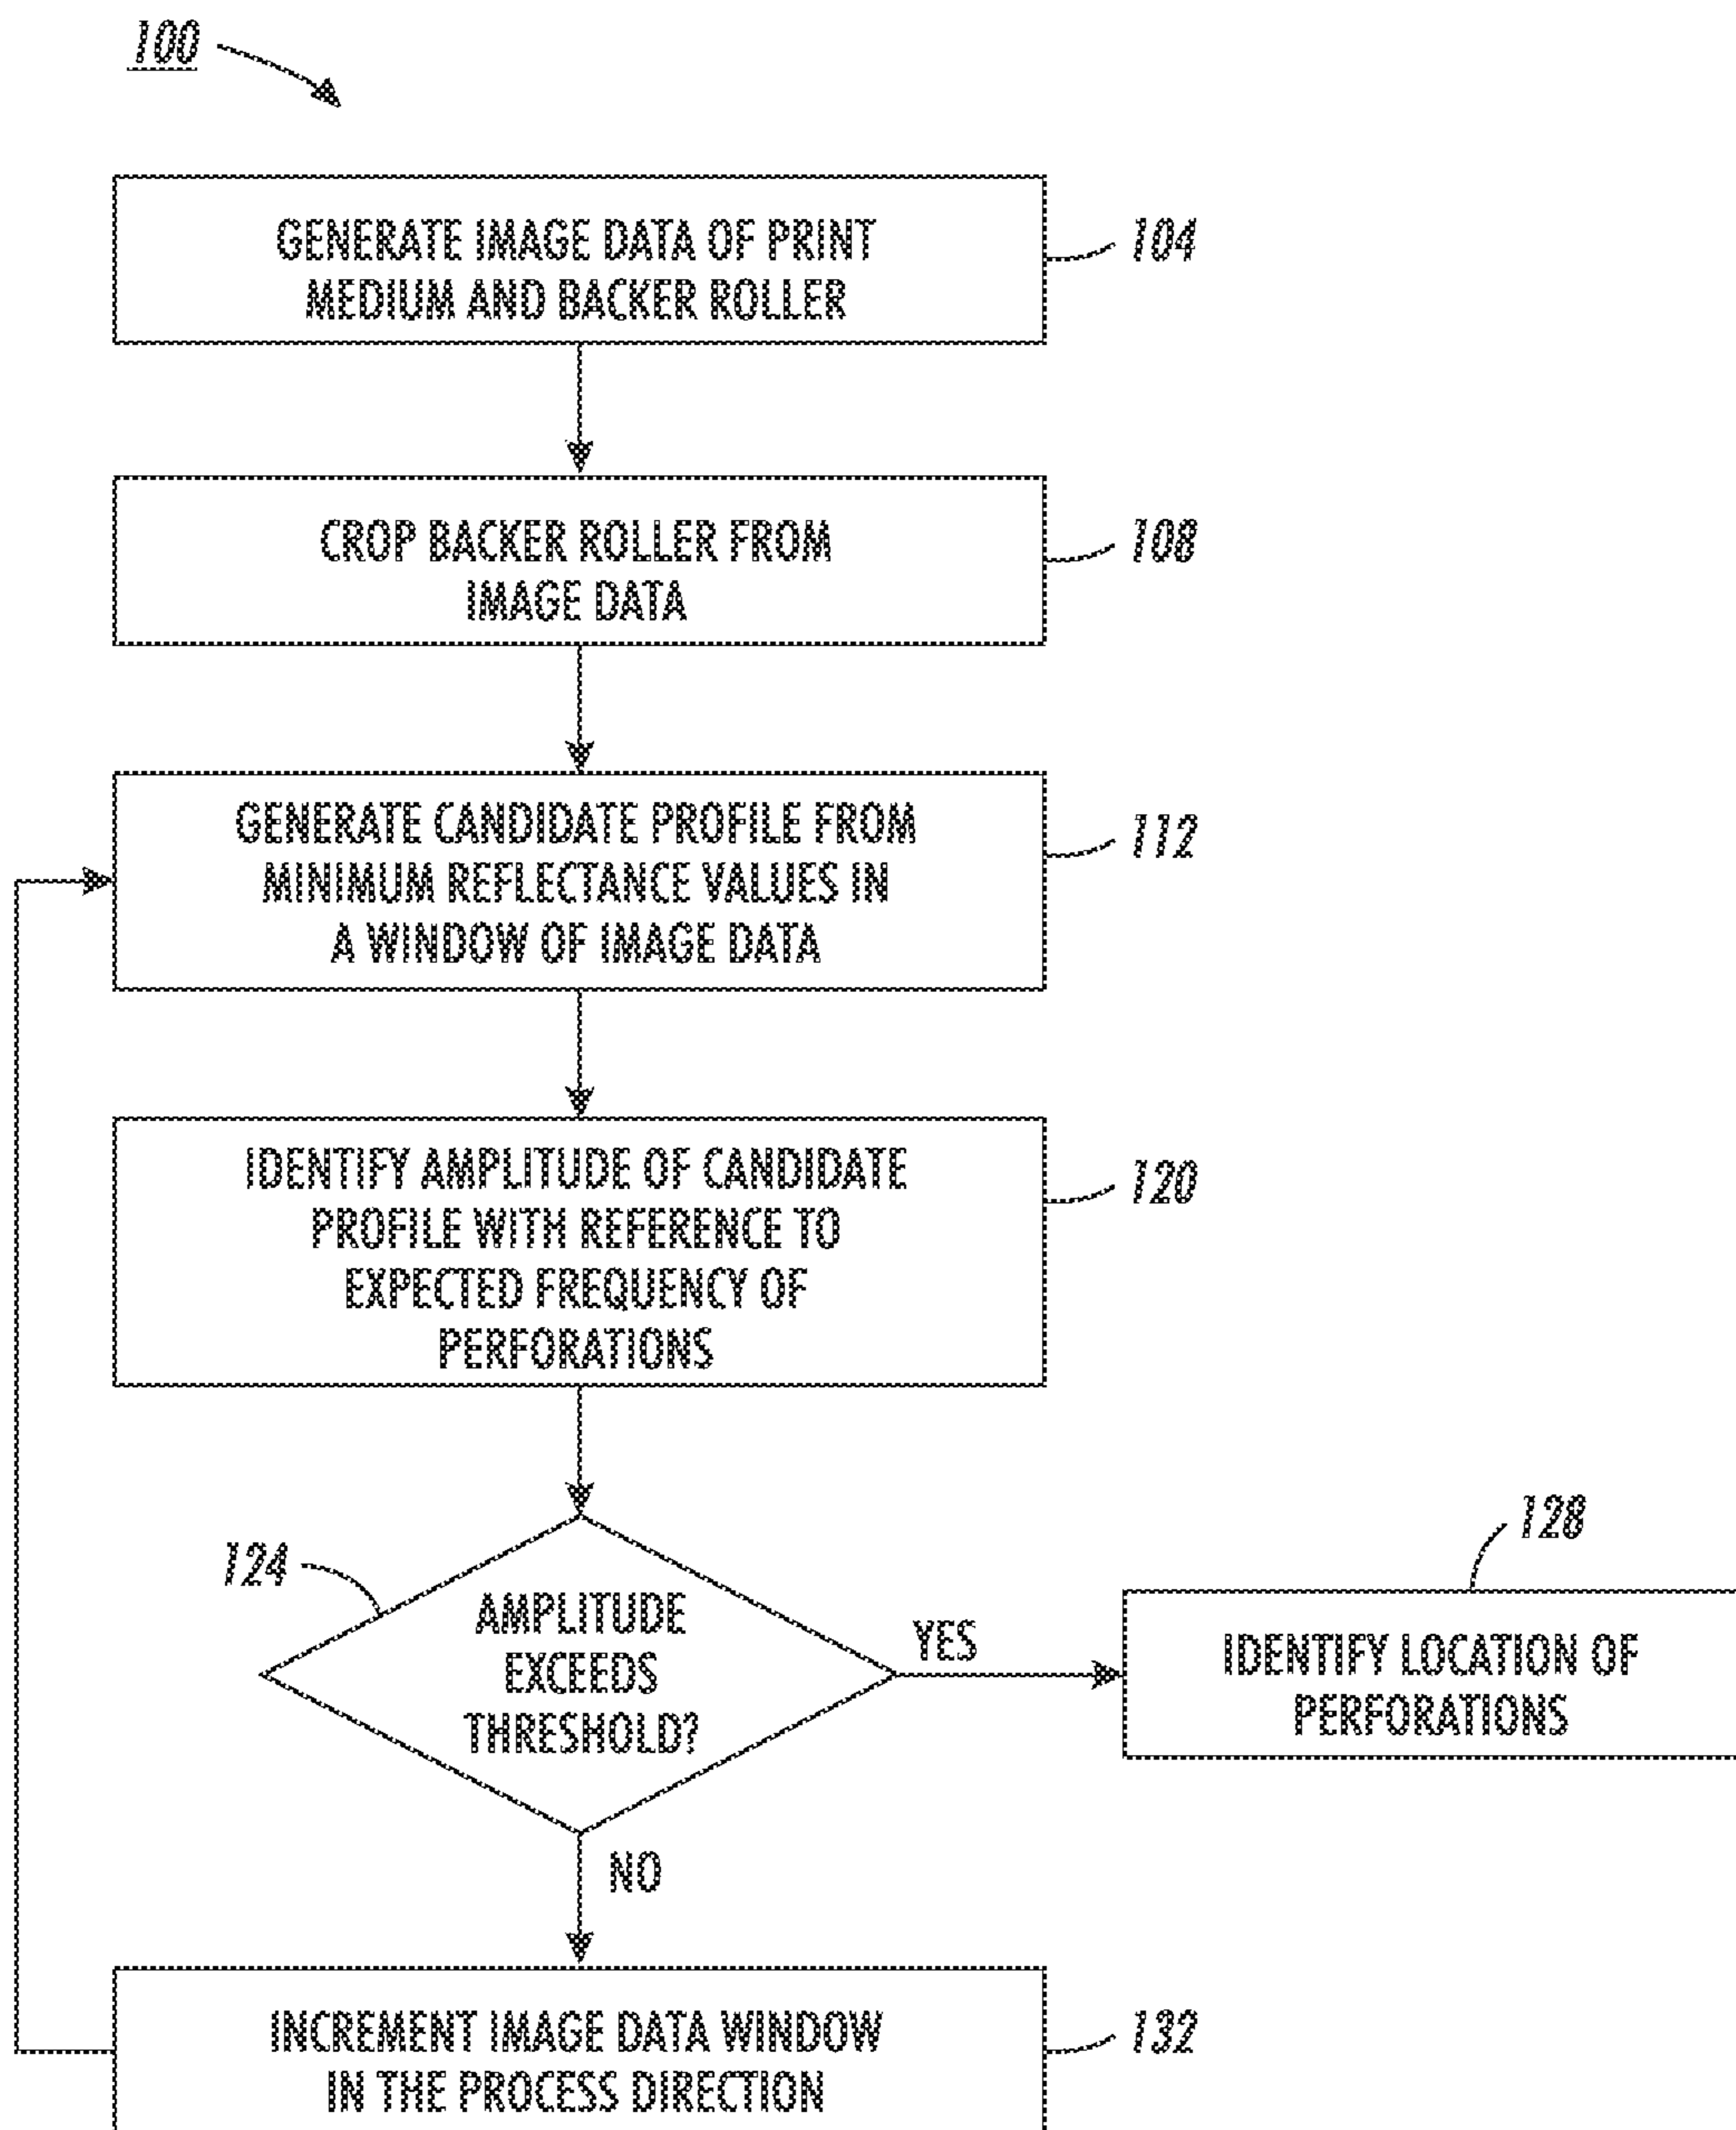 100
GENERATE IMAGE DATA OF PRINT
MEDIUM AND BACKER ROLLER
104
CROP BACKER ROLLER FROM
IMAGE DATA
108
GENERATE CANDIDATE PROFILE FROM
MINIMUM REFLECTANCE VALUES IN
A WINDOW OF IMAGE DATA
112
IDENTIFY AMPLITUDE OF CANDIDATE
PROFILE WITH REFERENCE TO
EXPECTED FREQUENCY OF
PERFORATIONS
120
124
AMPLITUDE
EXCEEDS
THRESHOLD?
YES
128
IDENTIFY LOCATION OF
PERFORATIONS
NO
INCREMENT IMAGE DATA WINDOW
IN THE PROCESS DIRECTION
132